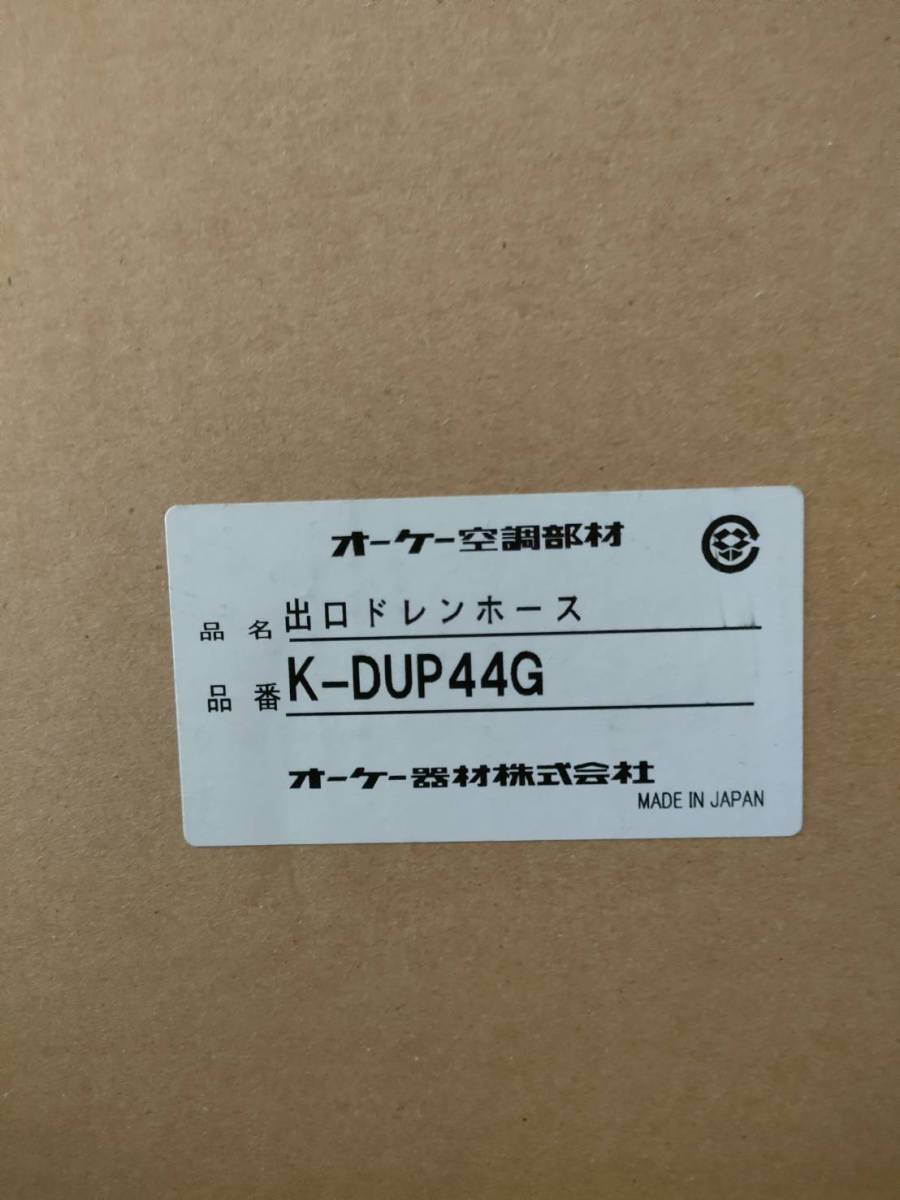 オーケー空調部材
品名 出口ドレンホース
品番 K-DUP44G
オーケー器材株式会社
MADE IN JAPAN